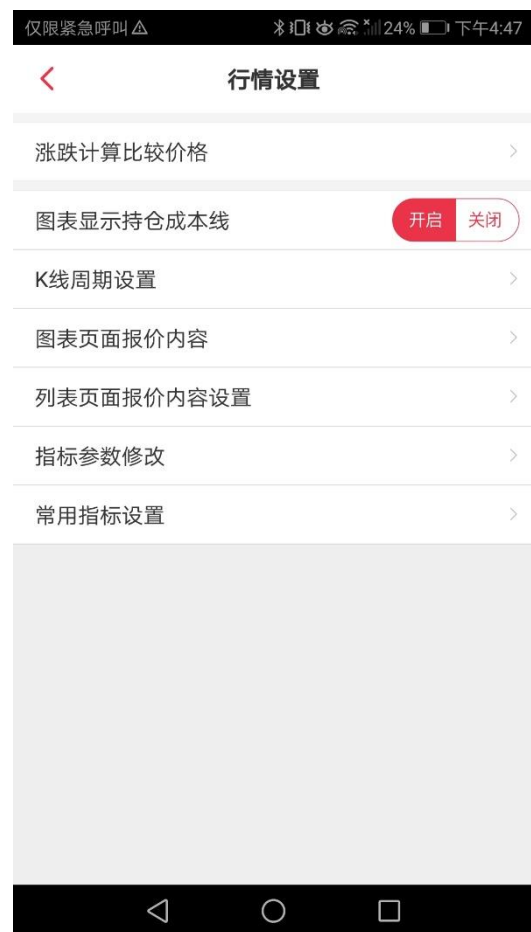 仅限紧急呼叫 24% 下午4:47
行情设置
涨跌计算比较价格
图表显示持仓成本线 开启 关闭
K线周期设置
图表页面报价内容
列表页面报价内容设置
指标参数修改
常用指标设置